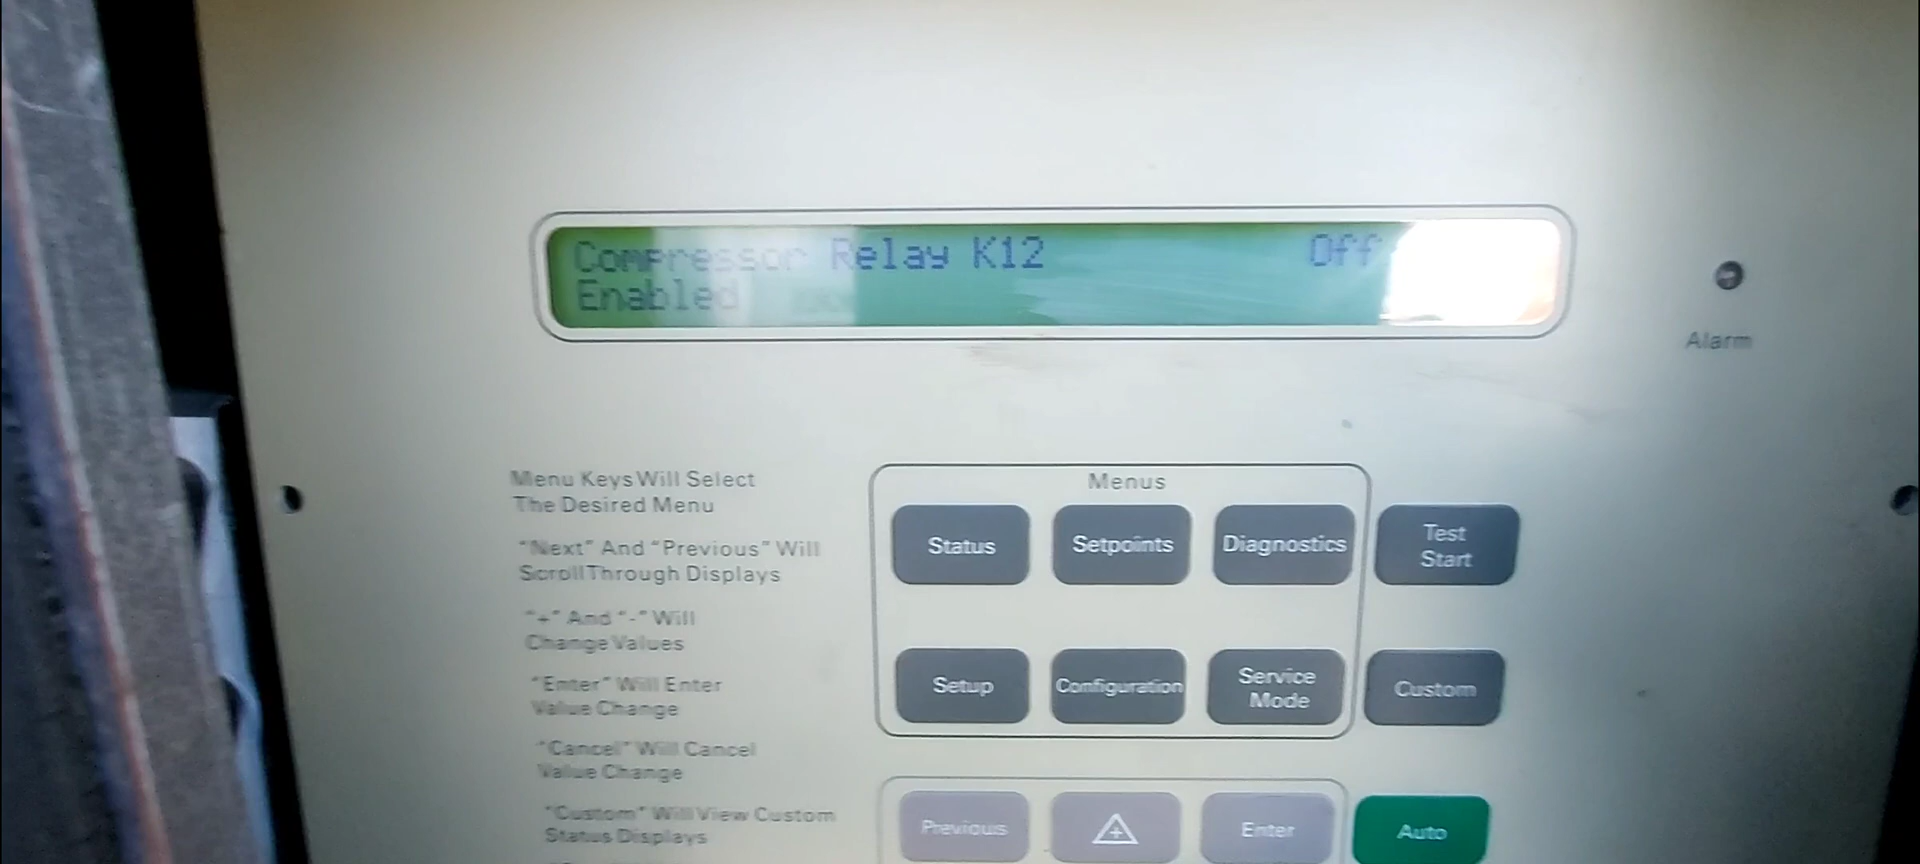 Compressor Relay K12 Off
Enabled
Alarm
Menu Keys Will Select
The Desired Menu
"Next" And "Previous" Will
Scroll Through Displays
"+" And "-" Will
Change Values
"Enter" Will Enter
Value Change
"Cancel" Will Cancel
Value Change
"Custom" Will View Custom
Status Displays
Menus
Status
Setpoints
Diagnostics
Test
Start
Setup
Configuration
Service
Mode
Custom
Previous
+
Enter
Auto